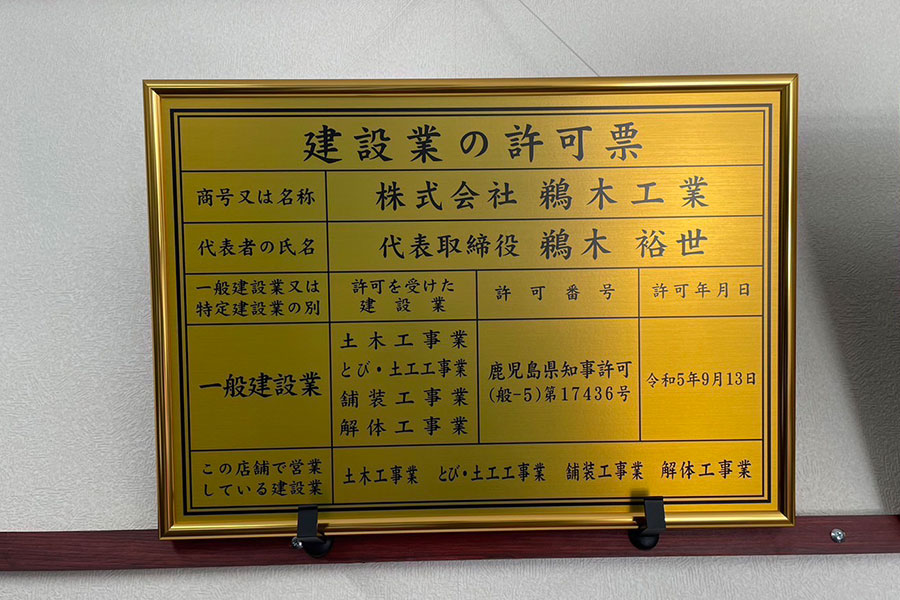 建設業の許可票
商号又は名称
株式会社 鵜木工業
代表者の氏名
代表取締役 鵜木 裕世
一般建設業又は
特定建設業の別
許可を受けた
建設業
許可番号
許可年月日
一般建設業
土木工事業
とび・土工工事業
舗装工事業
解体工事業
鹿児島県知事許可
(般-5)第17436号
令和5年9月13日
この店舗で営業
している建設業
土木工事業 とび・土工工事業 舗装工事業 解体工事業